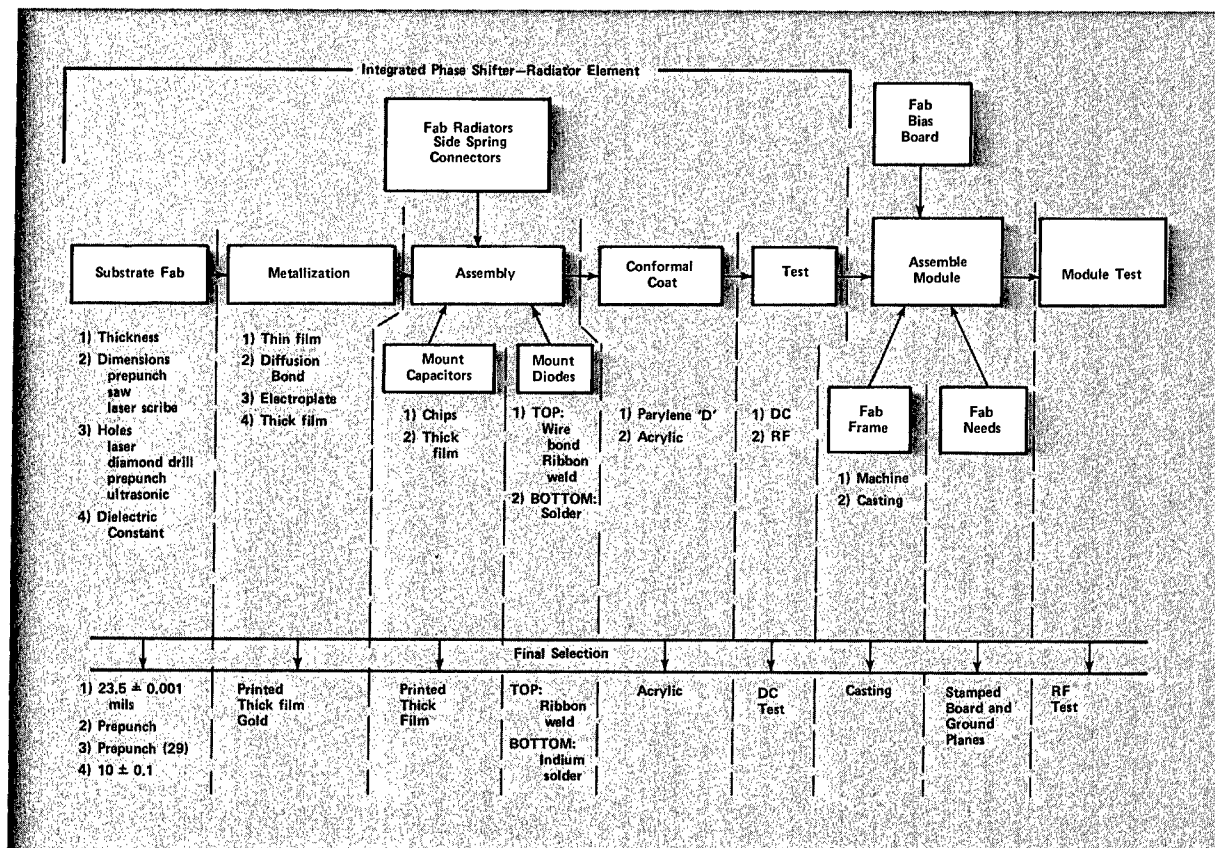 Integrated Phase Shifter—Radiator Element
Fab Radiators
Side Spring
Connectors
Fab
Bias
Board
Substrate Fab
Metallization
Assembly
Conformal
Coat
Test
Assemble
Module
Module Test
1) Thickness
2) Dimensions
prepunch
saw
laser scribe
3) Holes
laser
diamond drill
prepunch
ultrasonic
4) Dielectric
Constant
1) Thin film
2) Diffusion
Bond
3) Electroplate
4) Thick film
Mount
Capacitors
1) Chips
2) Thick
film
Mount
Diodes
1) TOP:
Wire
bond
Ribbon
weld
2) BOTTOM:
Solder
1) Parylene 'D'
2) Acrylic
1) DC
2) RF
Fab
Frame
1) Machine
2) Casting
Fab
Needs
Final Selection
1) 23.5 ± 0.001
mils
2) Prepunch
3) Prepunch (29)
4) 10 ± 0.1
Printed
Thick film
Gold
Printed
Thick
Film
TOP:
Ribbon
weld
BOTTOM:
Indium
solder
Acrylic
DC
Test
Casting
Stamped
Board and
Ground
Planes
RF
Test